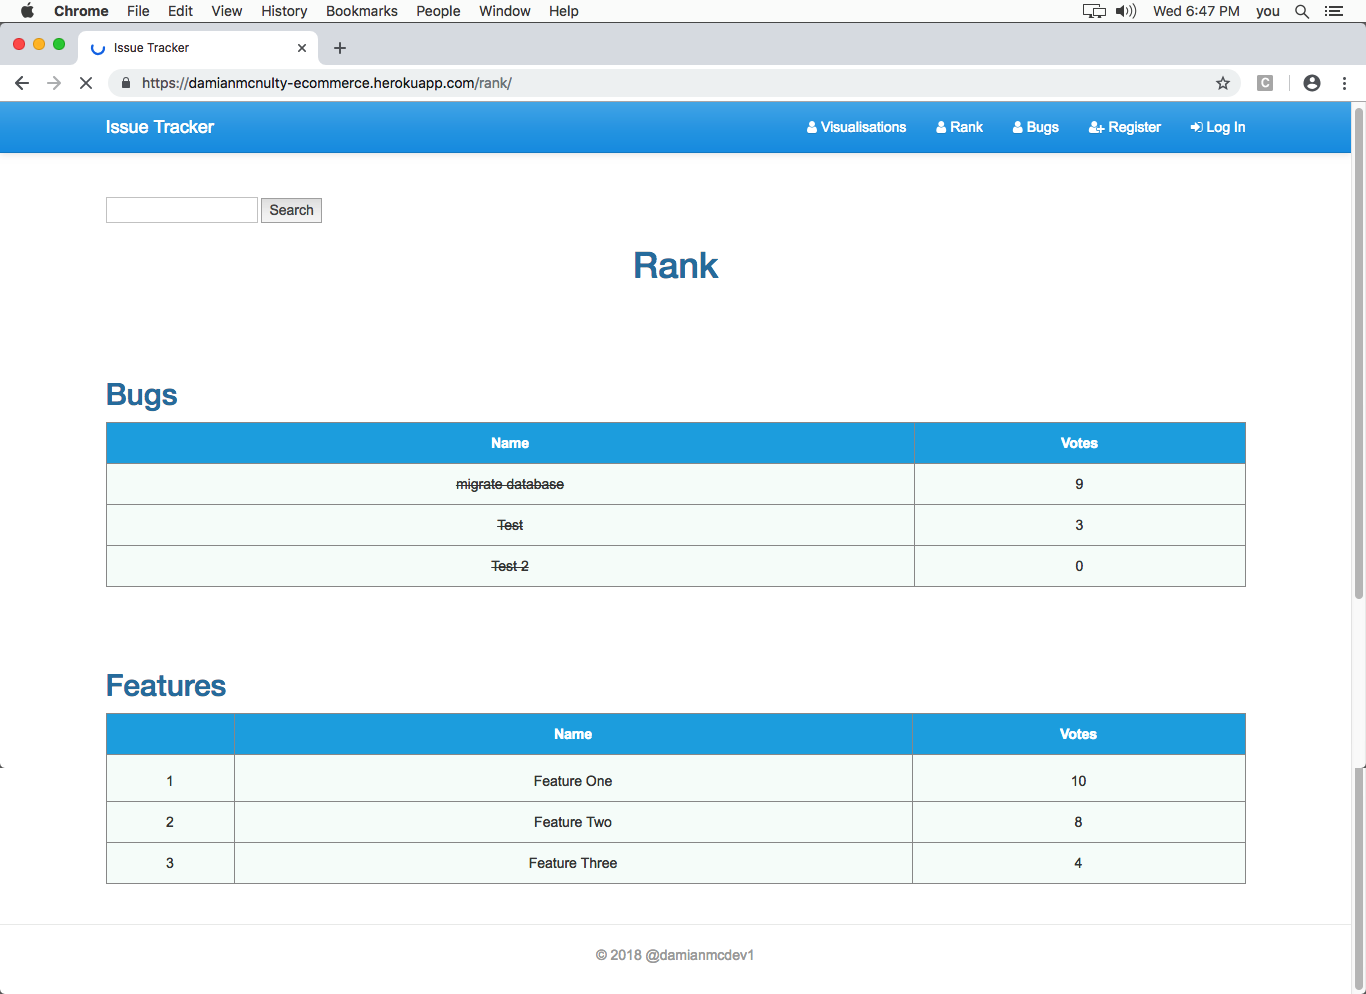 Chrome File Edit View History Bookmarks People Window Help Wed 6:47 PM you
Issue Tracker
https://damianmcnulty-ecommerce.herokuapp.com/rank/ C
Issue Tracker Visualisations Rank Bugs Register Log In
Search
Rank
Bugs
Name Votes
migrate database 9
Test 3
Test 2 0
Features
Name Votes
1 Feature One 10
2 Feature Two 8
3 Feature Three 4
© 2018 @damianmcdev1